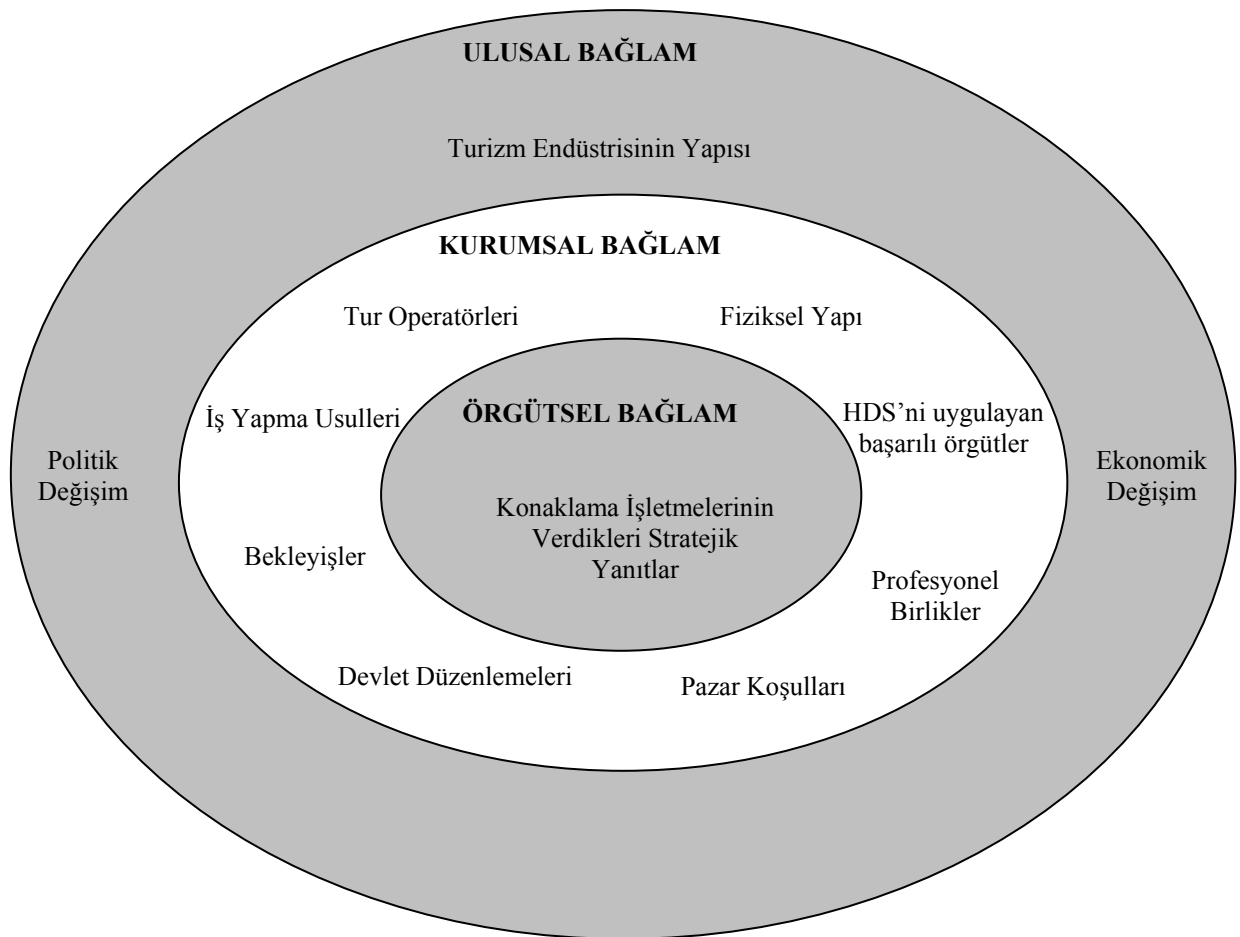 ULUSAL BAĞLAM
Turizm Endüstrisinin Yapısı
KURUMSAL BAĞLAM
Tur Operatörleri
Fiziksel Yapı
İş Yapma Usulleri
ÖRGÜTSEL BAĞLAM
HDS’ni uygulayan
başarılı örgütler
Politik
Değişim
Ekonomik
Değişim
Konaklama İşletmelerinin
Verdikleri Stratejik
Yanıtlar
Bekleyişler
Profesyonel
Birlikler
Devlet Düzenlemeleri
Pazar Koşulları